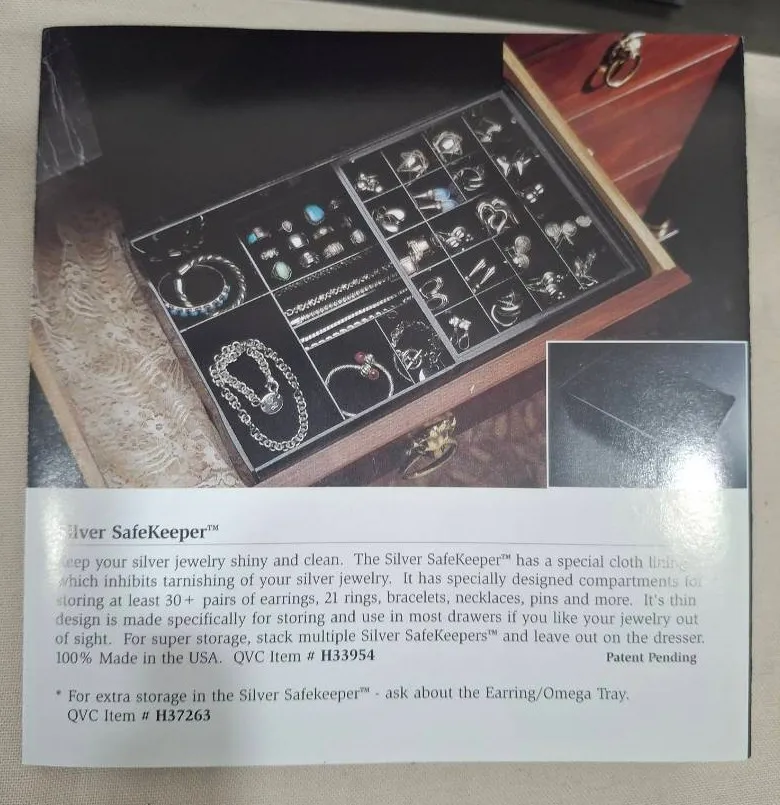 Silver SafeKeeper™
Keep your silver jewelry shiny and clean. The Silver SafeKeeper™ has a special cloth lining
which inhibits tarnishing of your silver jewelry. It has specially designed compartments for
storing at least 30+ pairs of earrings, 21 rings, bracelets, necklaces, pins and more. It's thin
design is made specifically for storing and use in most drawers if you like your jewelry out
of sight. For super storage, stack multiple Silver SafeKeepers™ and leave out on the dresser.
100% Made in the USA. QVC Item # H33954 Patent Pending
* For extra storage in the Silver Safekeeper™ - ask about the Earring/Omega Tray.
QVC Item # H37263